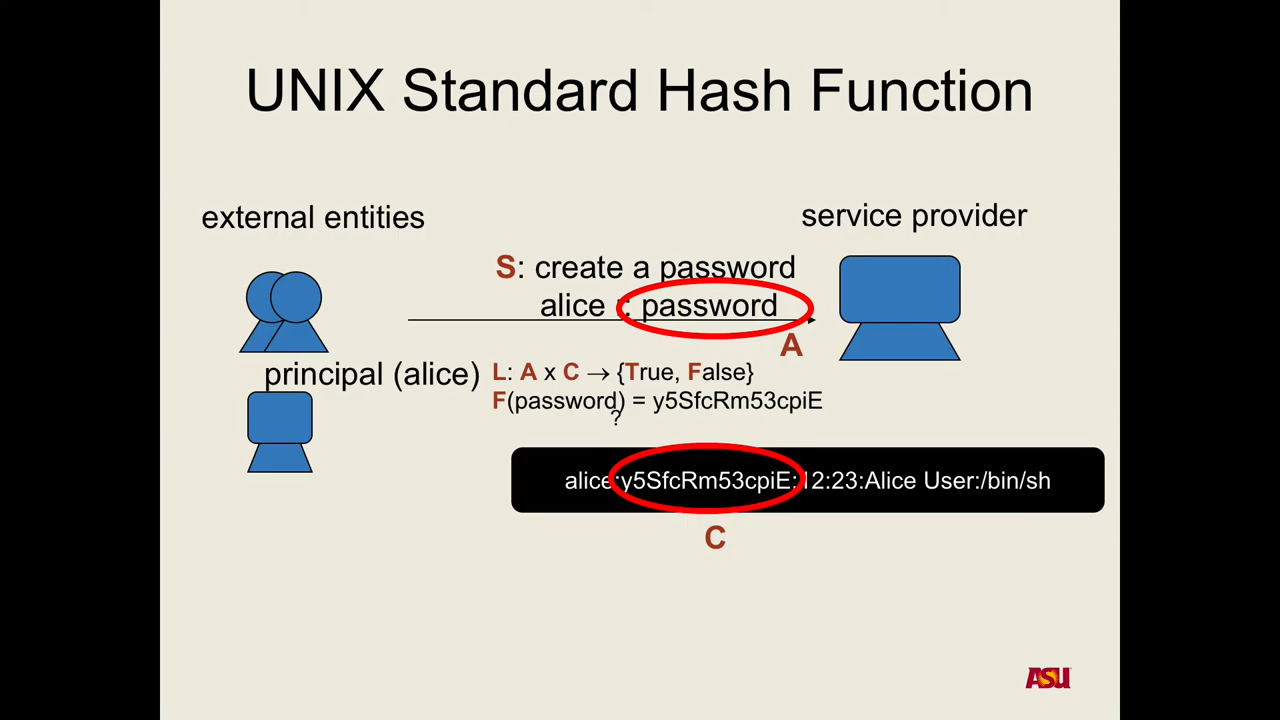 UNIX Standard Hash Function
external entities
service provider
S: create a password
alice : password
A
principal (alice)
L: A x C → {True, False}
F(password) = y5SfcRm53cpiE
?
alice:y5SfcRm53cpiE:12:23:Alice User:/bin/sh
C
ASU